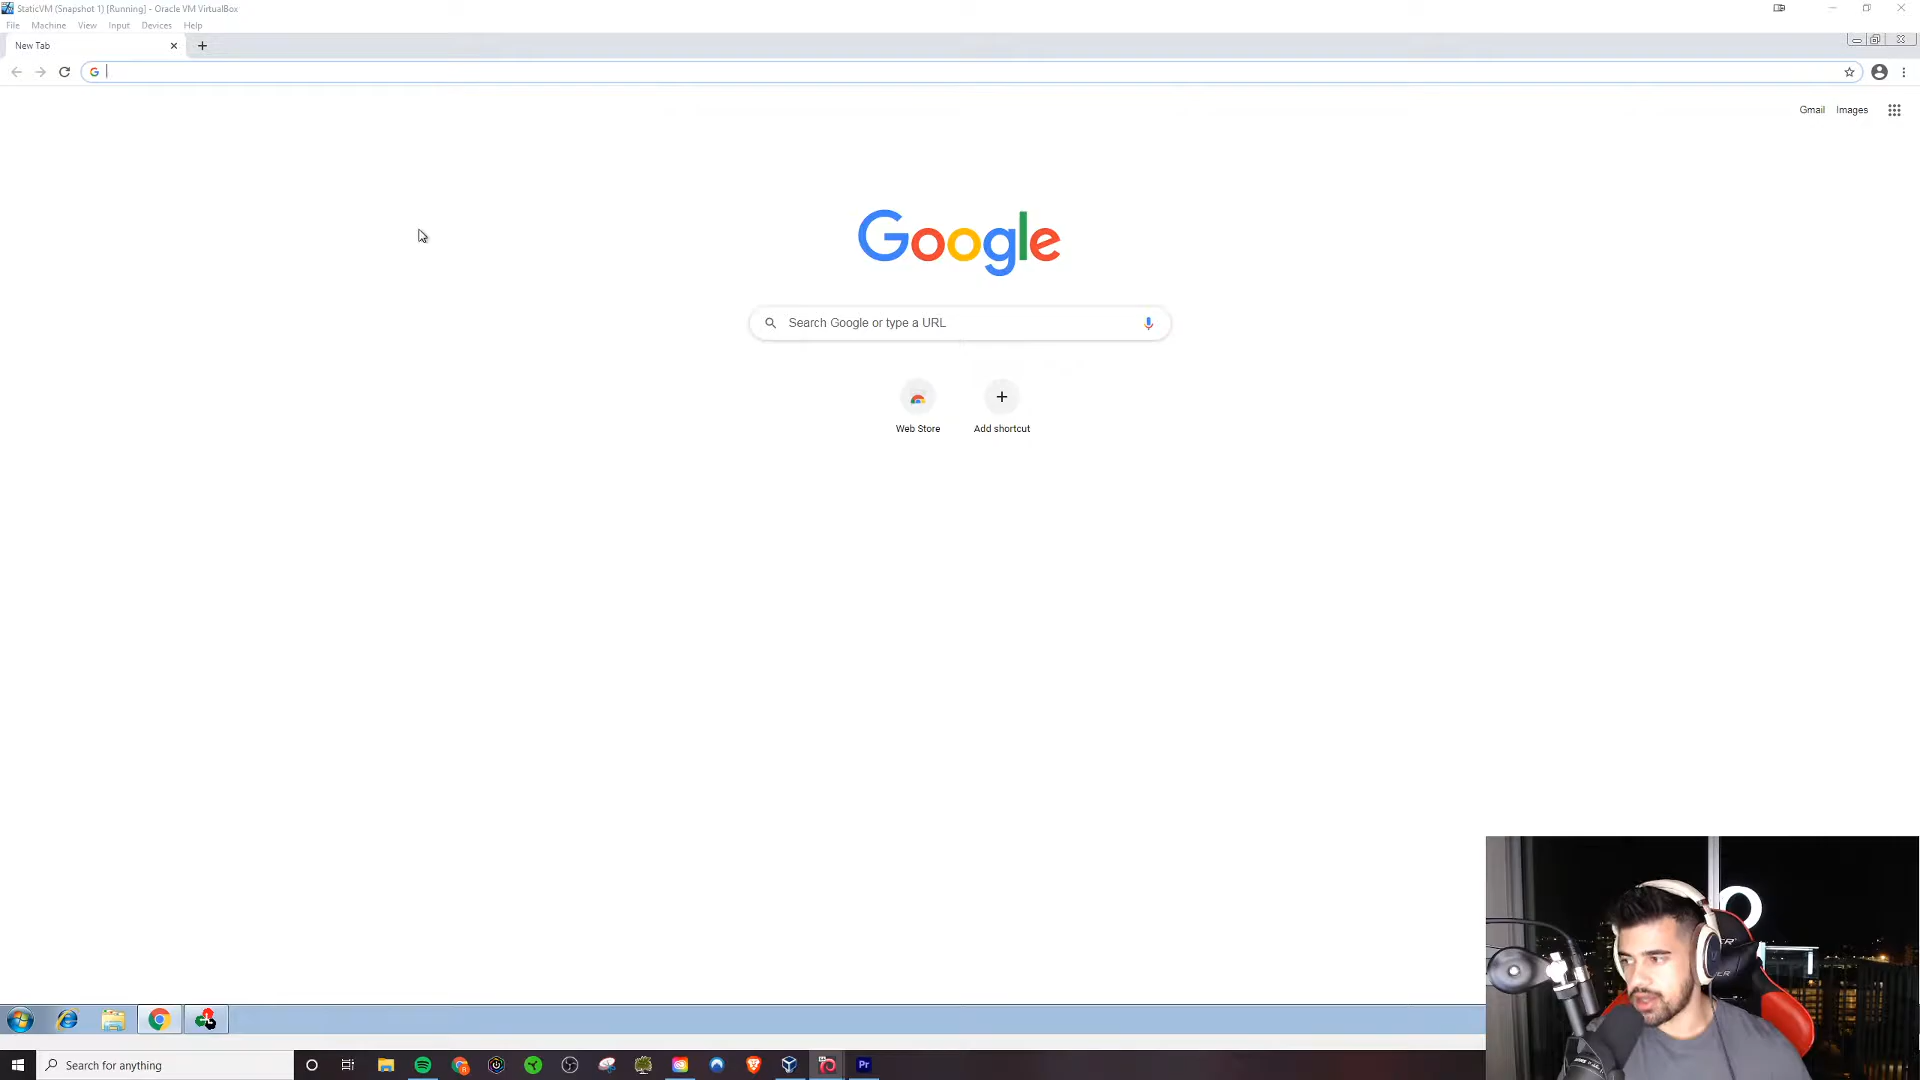 StaticVM (Snapshot 1) [Running] - Oracle VM VirtualBox
File Machine View Input Devices Help
New Tab
Gmail Images
Google
Search Google or type a URL
Web Store Add shortcut
Search for anything
Pr